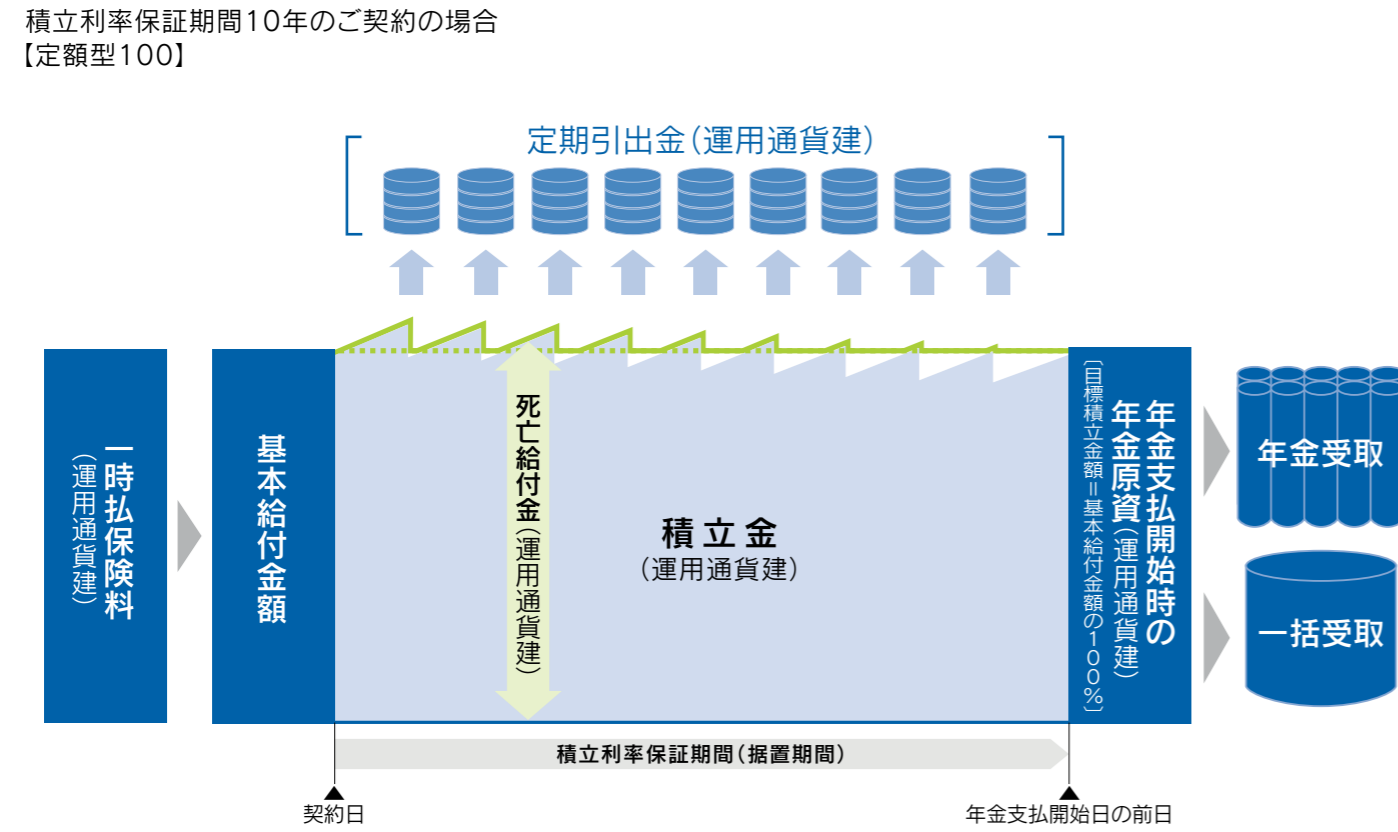 積立利率保証期間10年のご契約の場合
【定額型100】
定期引出金（運用通貨建）
一時払保険料
（運用通貨建）
基本給付金額
死亡給付金（運用通貨建）
積立金
（運用通貨建）
年金支払開始時の
年金原資（運用通貨建）
〔目標積立金額＝基本給付金額の100％〕
年金受取
一括受取
積立利率保証期間（据置期間）
契約日
年金支払開始日の前日